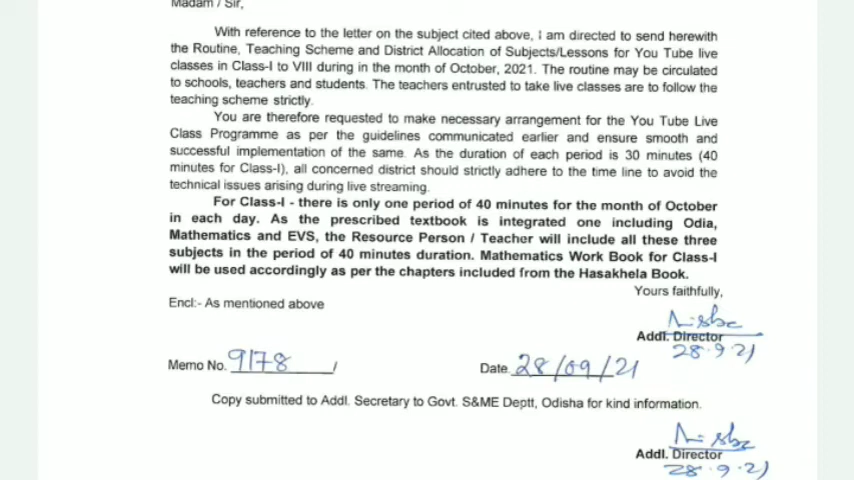 Madam / Sir,
With reference to the letter on the subject cited above, I am directed to send herewith
the Routine, Teaching Scheme and District Allocation of Subjects/Lessons for You Tube live
classes in Class-I to VIII during in the month of October, 2021. The routine may be circulated
to schools, teachers and students. The teachers entrusted to take live classes are to follow the
teaching scheme strictly.
You are therefore requested to make necessary arrangement for the You Tube Live
Class Programme as per the guidelines communicated earlier and ensure smooth and
successful implementation of the same. As the duration of each period is 30 minutes (40
minutes for Class-I), all concerned district should strictly adhere to the time line to avoid the
technical issues arising during live streaming.
For Class-I - there is only one period of 40 minutes for the month of October
in each day. As the prescribed textbook is integrated one including Odia,
Mathematics and EVS, the Resource Person / Teacher will include all these three
subjects in the period of 40 minutes duration. Mathematics Work Book for Class-I
will be used accordingly as per the chapters included from the Hasakhela Book.
Yours faithfully,
Encl:- As mentioned above
Addl. Director
28.9.21
Memo No. 9178 /
Date. 28/09/21
Copy submitted to Addl. Secretary to Govt. S&ME Deptt, Odisha for kind information.
Addl. Director
28.9.21